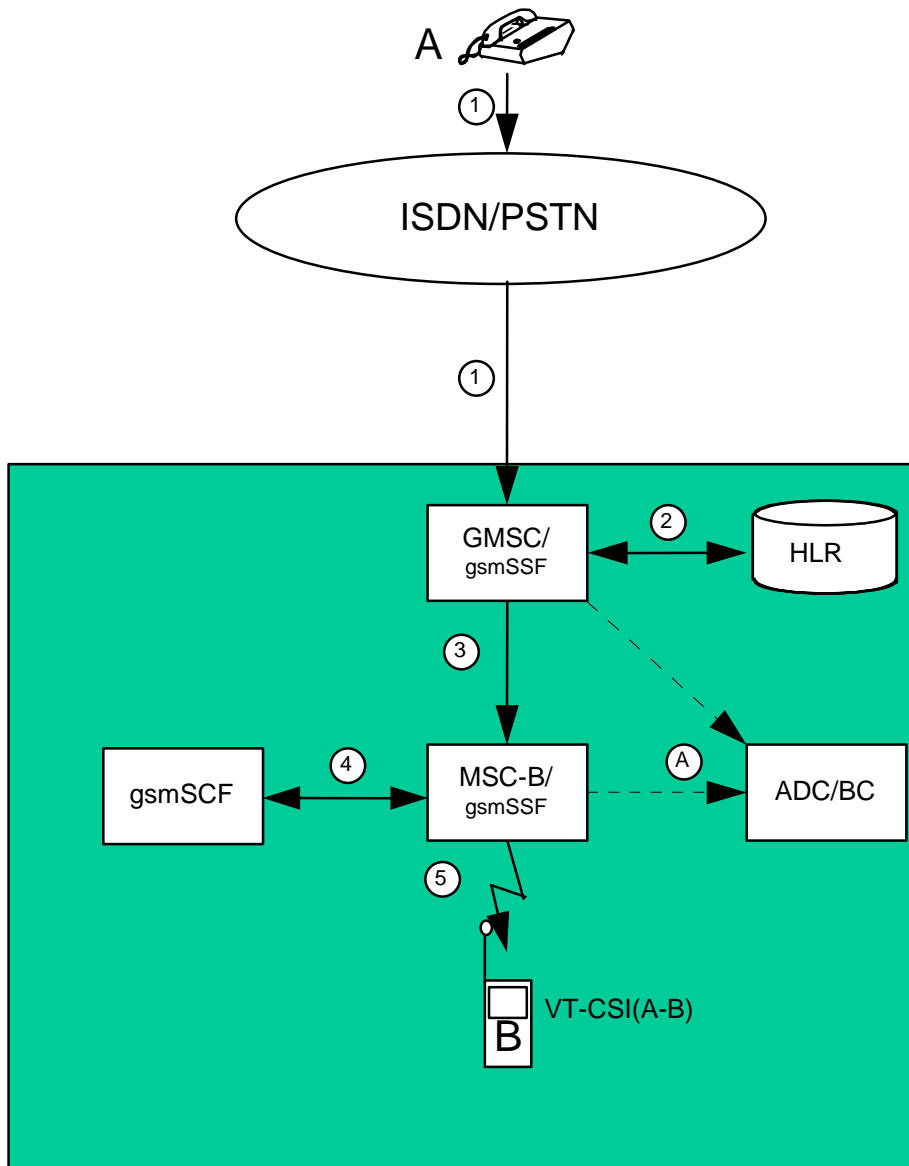 A
1
ISDN/PSTN
1
GMSC/
gsmSSF
2
HLR
3
gsmSCF
4
MSC-B/
gsmSSF
A
ADC/BC
5
B
VT-CSI(A-B)